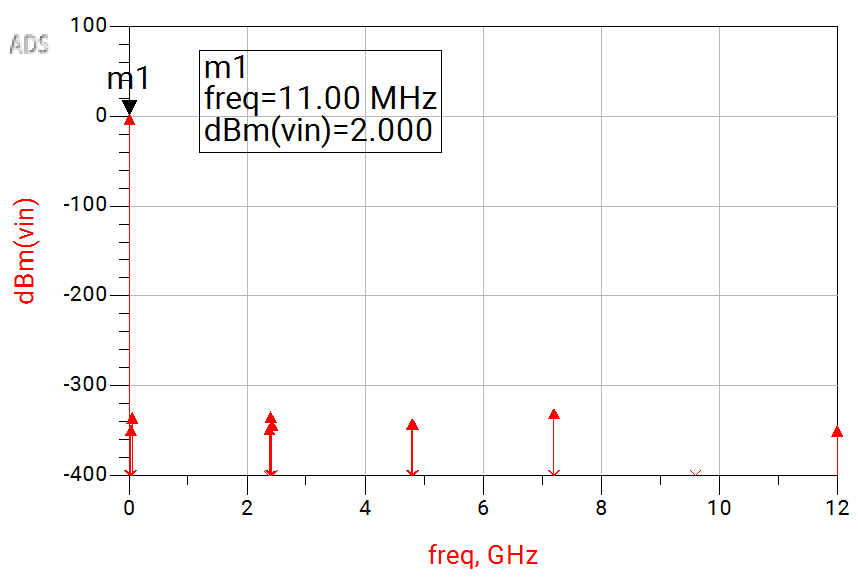 ADS
100
0
-100
-200
-300
-400
dBm(vin)
m1
m1
freq=11.00 MHz
dBm(vin)=2.000
0
2
4
6
8
10
12
freq, GHz